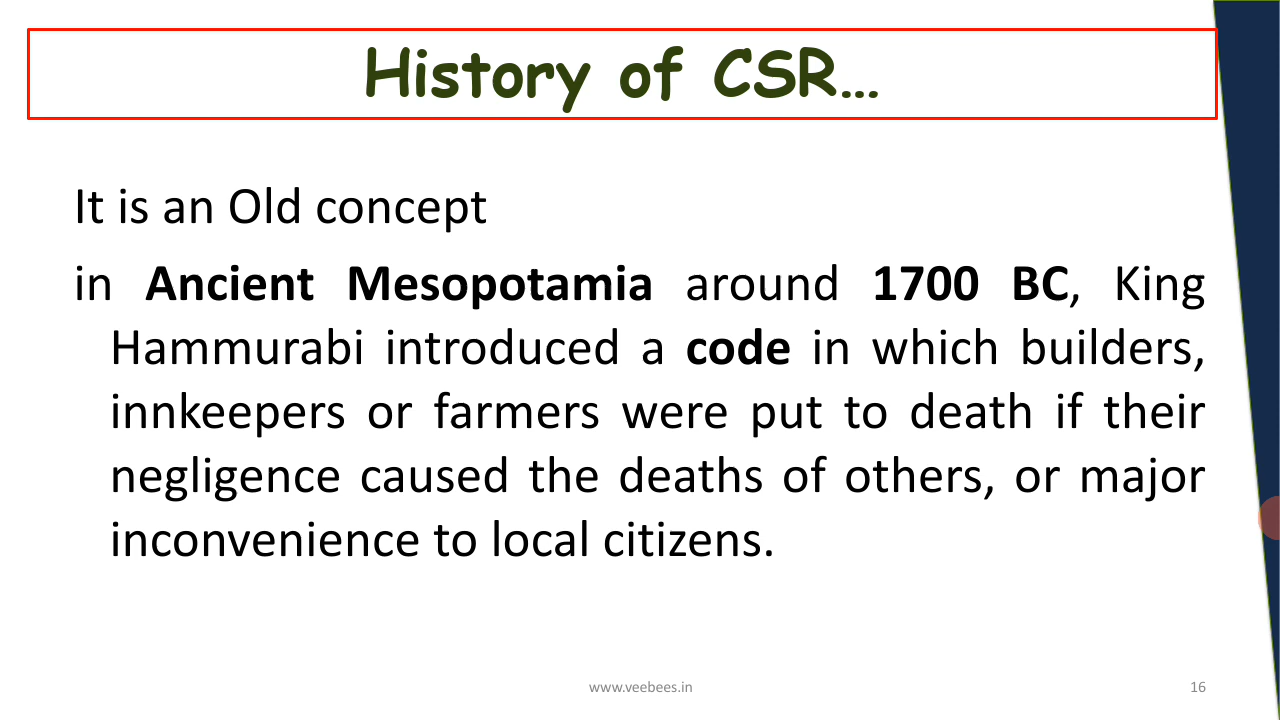 History of CSR...
It is an Old concept
in Ancient Mesopotamia around 1700 BC, King
Hammurabi introduced a code in which builders,
innkeepers or farmers were put to death if their
negligence caused the deaths of others, or major
inconvenience to local citizens.
www.veebees.in
16